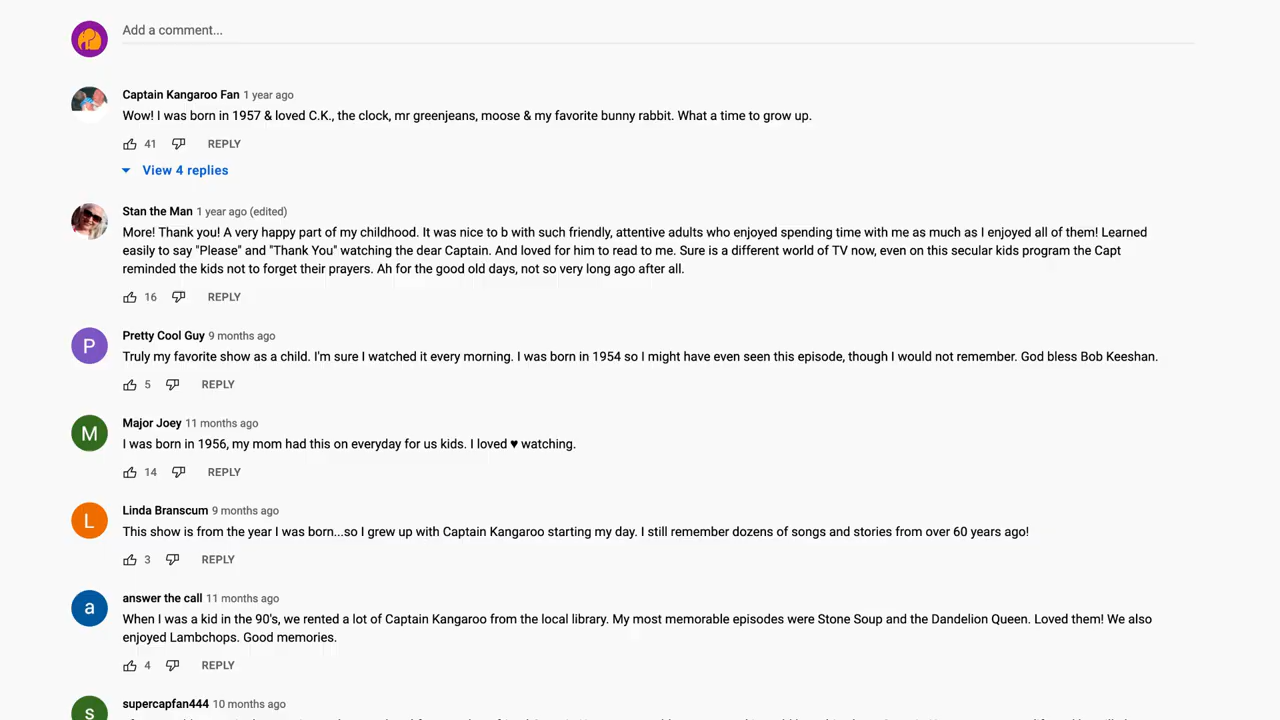 Add a comment...
Captain Kangaroo Fan 1 year ago
Wow! I was born in 1957 & loved C.K., the clock, mr greenjeans, moose & my favorite bunny rabbit. What a time to grow up.
41 REPLY
View 4 replies
Stan the Man 1 year ago (edited)
More! Thank you! A very happy part of my childhood. It was nice to b with such friendly, attentive adults who enjoyed spending time with me as much as I enjoyed all of them! Learned
easily to say "Please" and "Thank You" watching the dear Captain. And loved for him to read to me. Sure is a different world of TV now, even on this secular kids program the Capt
reminded the kids not to forget their prayers. Ah for the good old days, not so very long ago after all.
16 REPLY
P
Pretty Cool Guy 9 months ago
Truly my favorite show as a child. I'm sure I watched it every morning. I was born in 1954 so I might have even seen this episode, though I would not remember. God bless Bob Keeshan.
5 REPLY
M
Major Joey 11 months ago
I was born in 1956, my mom had this on everyday for us kids. I loved ♥ watching.
14 REPLY
L
Linda Branscum 9 months ago
This show is from the year I was born...so I grew up with Captain Kangaroo starting my day. I still remember dozens of songs and stories from over 60 years ago!
3 REPLY
a
answer the call 11 months ago
When I was a kid in the 90's, we rented a lot of Captain Kangaroo from the local library. My most memorable episodes were Stone Soup and the Dandelion Queen. Loved them! We also
enjoyed Lambchops. Good memories.
4 REPLY
s
supercapfan444 10 months ago